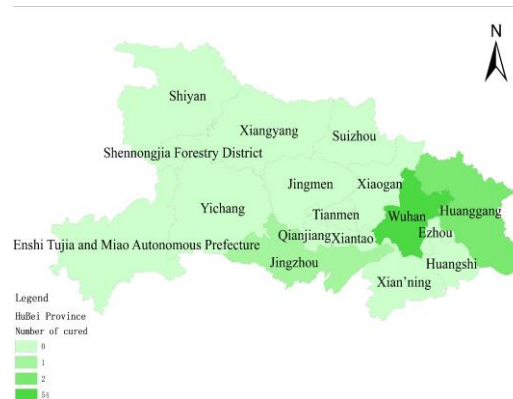 N
Shiyan
Xiangyang
Suizhou
Shennongjia Forestry District
Jingmen
Xiaogan
Yichang
Tianmen
Wuhan
Huanggang
Qianjiang
Xiantao
Ezhou
Enshi Tujia and Miao Autonomous Prefecture
Jingzhou
Huangshi
Xian'ning
Legend
HuBei Province
Number of cured
0
1
2
54